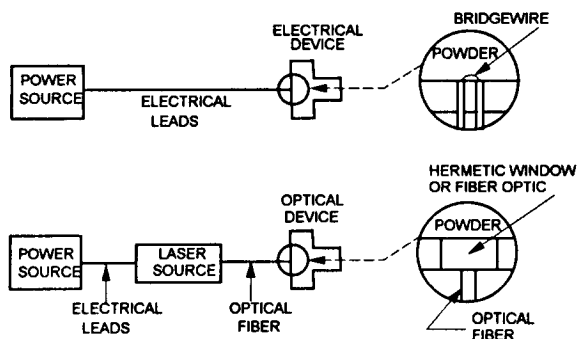 BRIDGEWIRE
ELECTRICAL
DEVICE
POWDER
POWER
SOURCE
ELECTRICAL
LEADS
HERMETIC WINDOW
OR FIBER OPTIC
OPTICAL
DEVICE
POWDER
POWER
SOURCE
LASER
SOURCE
ELECTRICAL
LEADS
OPTICAL
FIBER
OPTICAL
FIBER